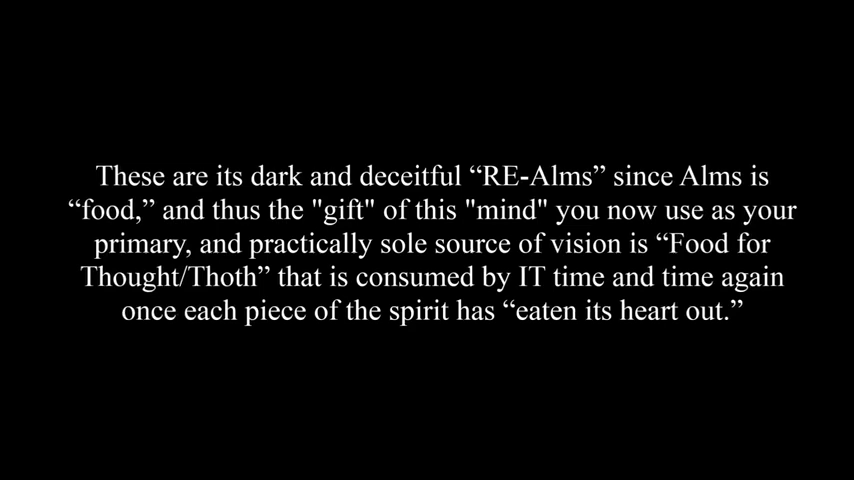 These are its dark and deceitful “RE-Alms” since Alms is
“food,” and thus the "gift" of this "mind" you now use as your
primary, and practically sole source of vision is “Food for
Thought/Thoth” that is consumed by IT time and time again
once each piece of the spirit has “eaten its heart out.”